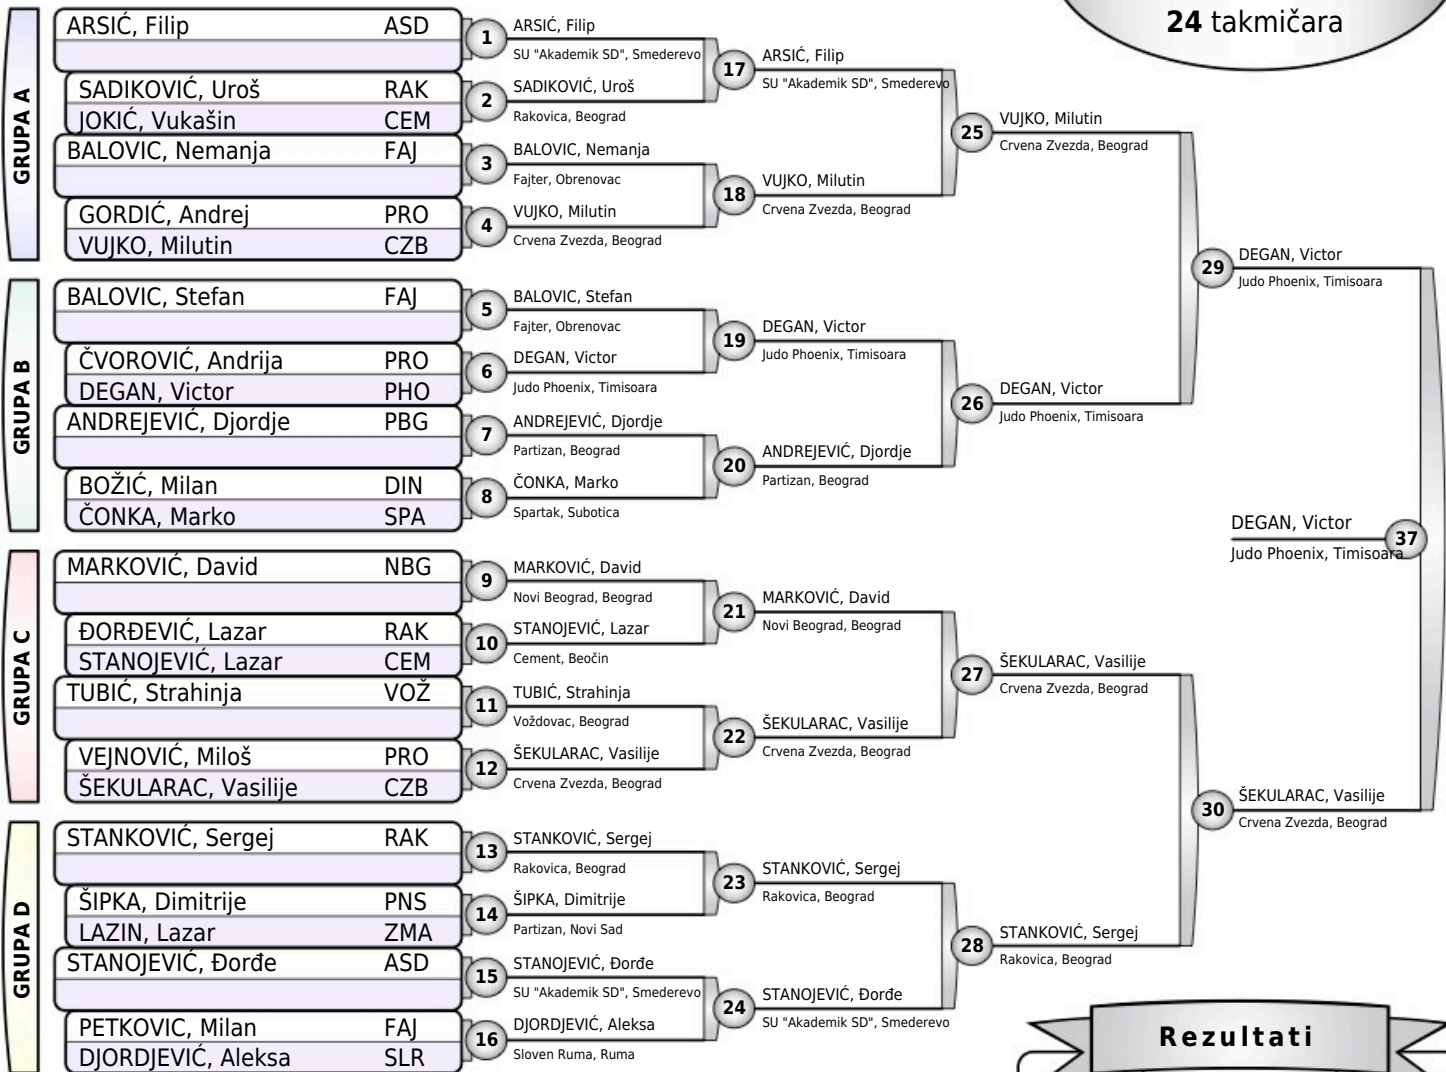 24 takmičara
GRUPA A
ARSIĆ, Filip ASD
SADIKOVIĆ, Uroš RAK
JOKIĆ, Vukašin CEM
BALOVIC, Nemanja FAJ
GORDIĆ, Andrej PRO
VUJKO, Milutin CZB
GRUPA B
BALOVIC, Stefan FAJ
ČVOROVIĆ, Andrija PRO
DEGAN, Victor PHO
ANDREJEVIĆ, Djordje PBG
BOŽIĆ, Milan DIN
ČONKA, Marko SPA
GRUPA C
MARKOVIĆ, David NBG
ĐORĐEVIĆ, Lazar RAK
STANOJEVIĆ, Lazar CEM
TUBIĆ, Strahinja VOŽ
VEJNOVIĆ, Miloš PRO
ŠEKULARAC, Vasilije CZB
GRUPA D
STANKOVIĆ, Sergej RAK
ŠIPKA, Dimitrije PNS
LAZIN, Lazar ZMA
STANOJEVIĆ, Đorđe ASD
PETKOVIC, Milan FAJ
DJORDJEVIĆ, Aleksa SLR
1 ARSIĆ, Filip
SU "Akademik SD", Smederevo
2 SADIKOVIĆ, Uroš
Rakovica, Beograd
3 BALOVIC, Nemanja
Fajter, Obrenovac
4 VUJKO, Milutin
Crvena Zvezda, Beograd
5 BALOVIC, Stefan
Fajter, Obrenovac
6 DEGAN, Victor
Judo Phoenix, Timisoara
7 ANDREJEVIĆ, Djordje
Partizan, Beograd
8 ČONKA, Marko
Spartak, Subotica
9 MARKOVIĆ, David
Novi Beograd, Beograd
10 STANOJEVIĆ, Lazar
Cement, Beočin
11 TUBIĆ, Strahinja
Voždovac, Beograd
12 ŠEKULARAC, Vasilije
Crvena Zvezda, Beograd
13 STANKOVIĆ, Sergej
Rakovica, Beograd
14 ŠIPKA, Dimitrije
Partizan, Novi Sad
15 STANOJEVIĆ, Đorđe
SU "Akademik SD", Smederevo
16 DJORDJEVIĆ, Aleksa
Sloven Ruma, Ruma
17 ARSIĆ, Filip
SU "Akademik SD", Smederevo
18 VUJKO, Milutin
Crvena Zvezda, Beograd
19 DEGAN, Victor
Judo Phoenix, Timisoara
20 ANDREJEVIĆ, Djordje
Partizan, Beograd
21 MARKOVIĆ, David
Novi Beograd, Beograd
22 ŠEKULARAC, Vasilije
Crvena Zvezda, Beograd
23 STANKOVIĆ, Sergej
Rakovica, Beograd
24 STANOJEVIĆ, Đorđe
SU "Akademik SD", Smederevo
25 VUJKO, Milutin
Crvena Zvezda, Beograd
26 DEGAN, Victor
Judo Phoenix, Timisoara
27 ŠEKULARAC, Vasilije
Crvena Zvezda, Beograd
28 STANKOVIĆ, Sergej
Rakovica, Beograd
29 DEGAN, Victor
Judo Phoenix, Timisoara
30 ŠEKULARAC, Vasilije
Crvena Zvezda, Beograd
DEGAN, Victor 37
Judo Phoenix, Timisoara
Rezultati